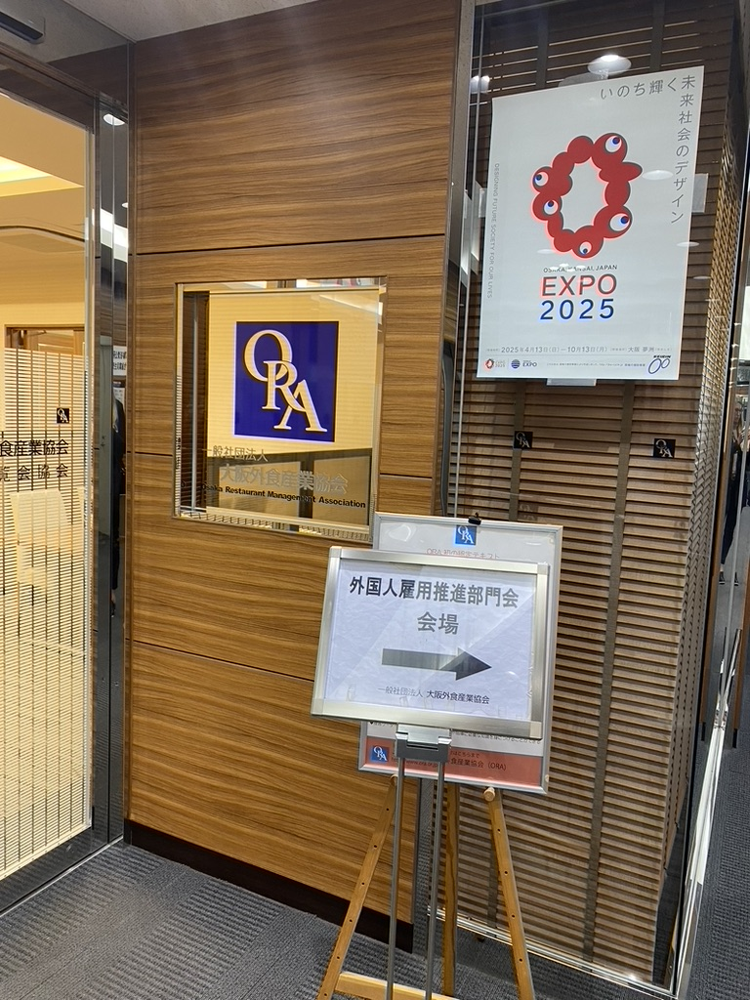 いのち輝く
未来社会のデザイン
DESIGNING FUTURE SOCIETY FOR OUR LIVES
OSAKA, KANSAI, JAPAN
EXPO
2025
2025年4月13日(日)－10月13日(月)
大阪 夢洲
EXPO
ORA
一般社団法人
大阪外食産業協会
Osaka Restaurant Management Association
食産業協会
会協会
ORA
ORA
ORA
ORA
外国人雇用推進部門会
会場
一般社団法人 大阪外食産業協会
ORA
食産業協会（ORA）